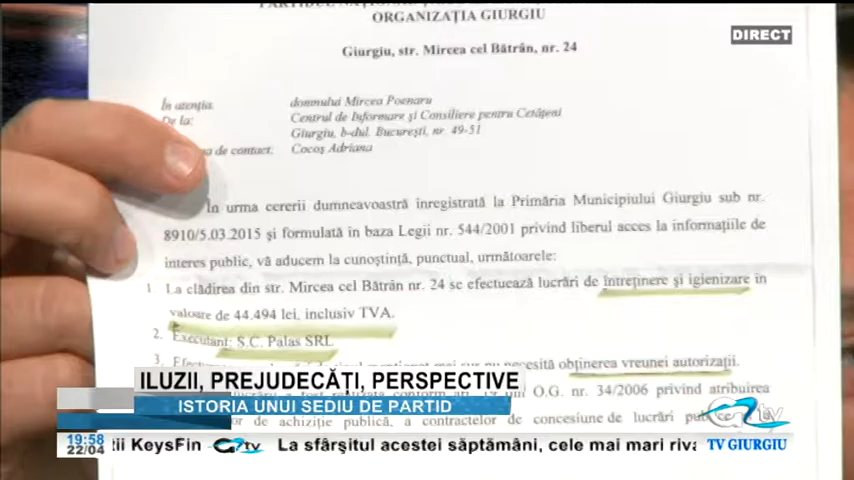 ORGANIZAȚIA GIURGIU
Giurgiu, str. Mircea cel Bătrân, nr. 24
DIRECT
În atenția: domnului Mircea Poenaru
De la: Centrul de Informare și Consiliere pentru Cetățeni
Giurgiu, b-dul. București, nr. 49-51
de contact: Cocoș Adriana
În urma cererii dumneavoastră înregistrată la Primăria Municipiului Giurgiu sub nr.
8910/5.03.2015 și formulată în baza Legii nr. 544/2001 privind liberul acces la informațiile de
interes public, vă aducem la cunoștință, punctual, următoarele:
1. La clădirea din str. Mircea cel Bătrân nr. 24 se efectuează lucrări de întreținere și igienizare în
valoare de 44.494 lei, inclusiv TVA.
2. Executant: S.C. Palas SRL
3. necesită obținerea vreunei autorizații.
O.G. nr. 34/2006 privind atribuirea
de achiziție publică, a contractelor de concesiune de lucrări
ILUZII, PREJUDECĂȚI, PERSPECTIVE
ISTORIA UNUI SEDIU DE PARTID
19:58
22/04
KeysFin tv La sfârșitul acestei săptămâni, cele mai mari
tv
TV GIURGIU